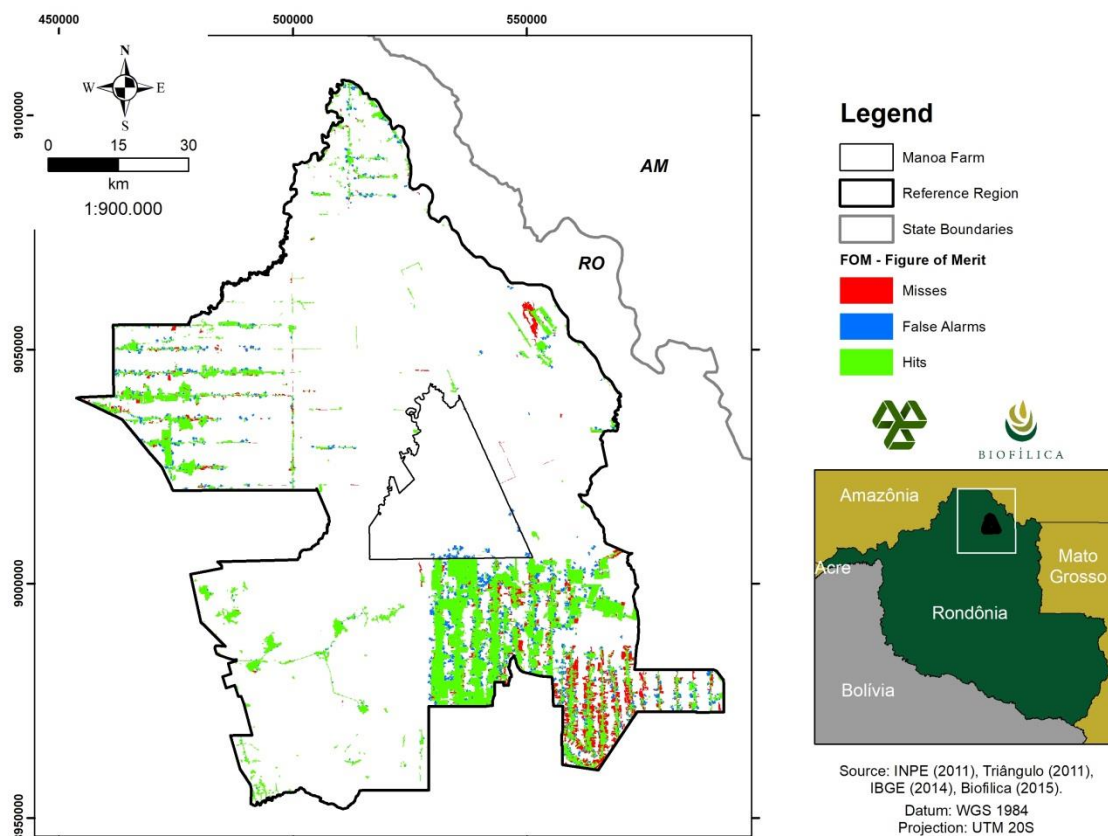 450000
500000
550000
N
W
E
S
0
15
30
km
1:900.000
9100000
9050000
9000000
8950000
AM
RO
Legend
Manoa Farm
Reference Region
State Boundaries
FOM - Figure of Merit
Misses
False Alarms
Hits
BIOFÍLICA
Amazônia
Acre
Mato
Grosso
Rondônia
Bolívia
Source: INPE (2011), Triângulo (2011),
IBGE (2014), Biofilica (2015).
Datum: WGS 1984
Projection: UTM 20S